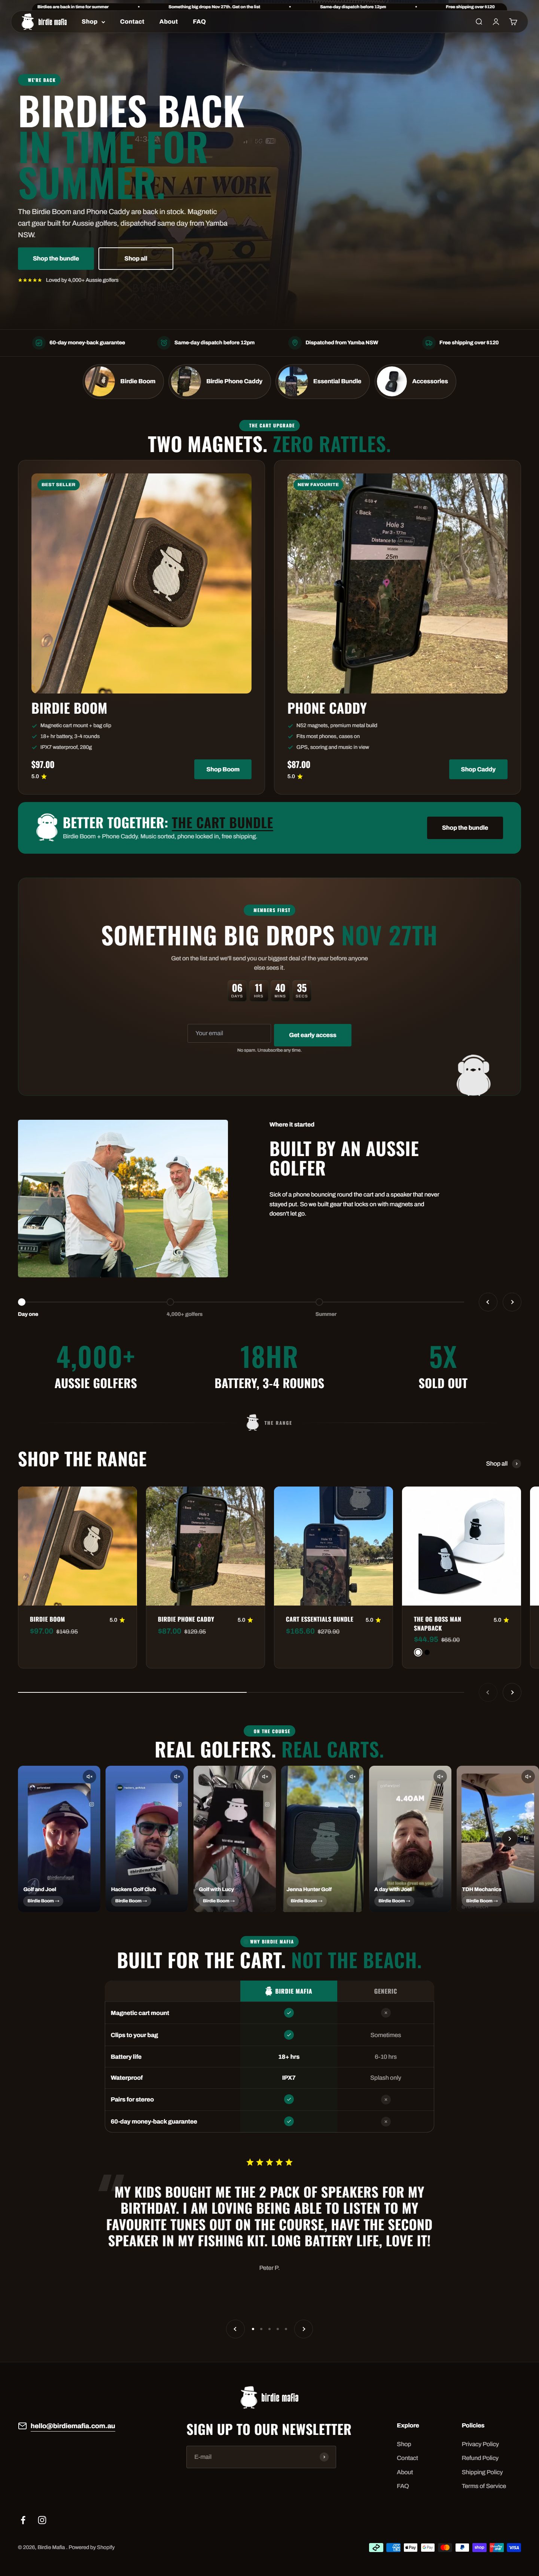 Birdies are back in time for summer
Something big drops Nov 27th. Get on the list
Same-day dispatch before 12pm
Free shipping over $120
birdie mafia
Shop
Contact
About
FAQ
WE'RE BACK
BIRDIES BACK
IN TIME FOR
SUMMER.
MEN AT WORK
The Birdie Boom and Phone Caddy are back in stock. Magnetic
cart gear built for Aussie golfers, dispatched same day from Yamba
NSW.
Shop the bundle
Shop all
Loved by 4,000+ Aussie golfers
60-day money-back guarantee
Same-day dispatch before 12pm
Dispatched from Yamba NSW
Free shipping over $120
Birdie Boom
Birdie Phone Caddy
Essential Bundle
Accessories
THE CART UPGRADE
TWO MAGNETS. ZERO RATTLES.
BEST SELLER
BIRDIE BOOM
Magnetic cart mount + bag clip
18+ hr battery, 3-4 rounds
IPX7 waterproof, 280g
$97.00
5.0
Shop Boom
NEW FAVOURITE
Hole 3
25m
PHONE CADDY
N52 magnets, premium metal build
Fits most phones, cases on
GPS, scoring and music in view
$87.00
5.0
Shop Caddy
BETTER TOGETHER: THE CART BUNDLE
Birdie Boom + Phone Caddy. Music sorted, phone locked in, free shipping.
Shop the bundle
MEMBERS FIRST
SOMETHING BIG DROPS NOV 27TH
Get on the list and we'll send you our biggest deal of the year before anyone
else sees it.
06 11 40 35
DAYS HRS MINS SECS
Your email
Get early access
No spam. Unsubscribe any time.
Where it started
BUILT BY AN AUSSIE
GOLFER
Sick of a phone bouncing round the cart and a speaker that never
stayed put. So we built gear that locks on with magnets and
doesn't let go.
Day one
4,000+ golfers
Summer
4,000+
AUSSIE GOLFERS
18HR
BATTERY, 3-4 ROUNDS
5X
SOLD OUT
THE RANGE
SHOP THE RANGE
Shop all
BIRDIE BOOM
5.0
$97.00 $149.95
BIRDIE PHONE CADDY
5.0
$87.00 $129.95
CART ESSENTIALS BUNDLE
5.0
$165.60 $279.90
THE OG BOSS MAN
SNAPBACK
5.0
$44.95 $55.00
ON THE COURSE
REAL GOLFERS. REAL CARTS.
Golf and Joel
Birdie Boom →
Hackers Golf Club
Birdie Boom →
Golf with Lucy
Birdie Boom →
Jenna Hunter Golf
Birdie Boom →
4.40AM
A day with Joel
Birdie Boom →
TDH Mechanics
Birdie Boom →
WHY BIRDIE MAFIA
BUILT FOR THE CART. NOT THE BEACH.
BIRDIE MAFIA
GENERIC
Magnetic cart mount
Clips to your bag
Sometimes
Battery life
18+ hrs
6-10 hrs
Waterproof
IPX7
Splash only
Pairs for stereo
60-day money-back guarantee
MY KIDS BOUGHT ME THE 2 PACK OF SPEAKERS FOR MY
BIRTHDAY. I AM LOVING BEING ABLE TO LISTEN TO MY
FAVOURITE TUNES OUT ON THE COURSE, HAVE THE SECOND
SPEAKER IN MY FISHING KIT. LONG BATTERY LIFE, LOVE IT!
Peter P.
birdie mafia
hello@birdiemafia.com.au
SIGN UP TO OUR NEWSLETTER
E-mail
Explore
Shop
Contact
About
FAQ
Policies
Privacy Policy
Refund Policy
Shipping Policy
Terms of Service
© 2026, Birdie Mafia . Powered by Shopify